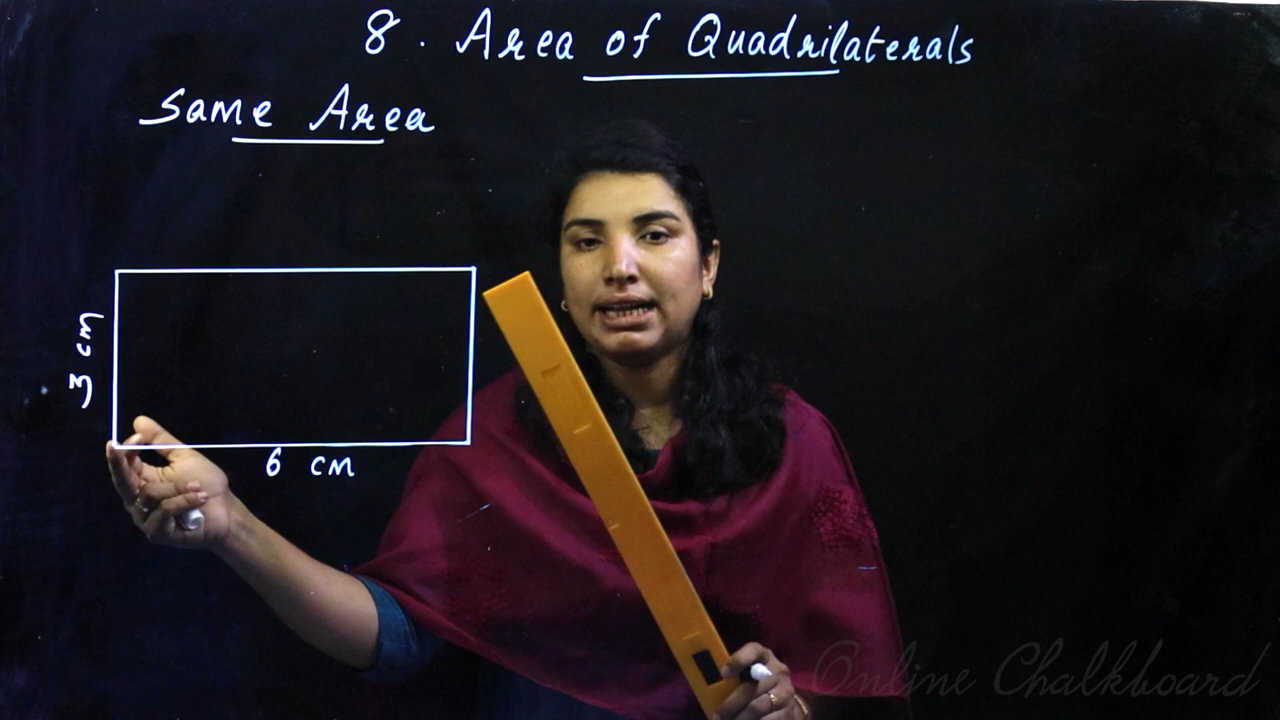 8. Area of Quadrilaterals
Same Area
3 cm
6 cm
Online Chalkboard